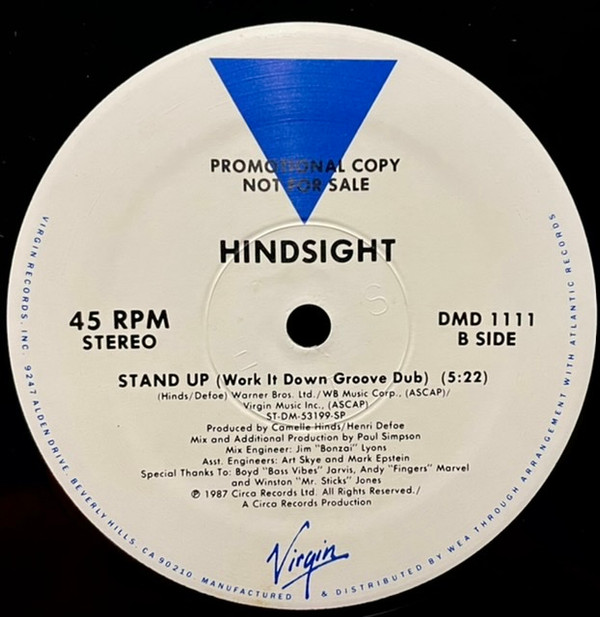 PROMOTIONAL COPY
NOT FOR SALE
HINDSIGHT
45 RPM
STEREO
DMD 1111
B SIDE
STAND UP (Work It Down Groove Dub) (5:22)
(Hinds/Defoe) Warner Bros. Ltd./WB Music Corp., (ASCAP)/
Virgin Music Inc., (ASCAP)
ST-DM-53199-SP
Produced by Camelle Hinds/Henri Defoe
Mix and Additional Production by Paul Simpson
Mix Engineer: Jim "Bonzai" Lyons
Asst. Engineers: Art Skye and Mark Epstein
Special Thanks To: Boyd "Bass Vibes" Jarvis, Andy "Fingers" Marvel
and Winston "Mr. Sticks" Jones
℗ 1987 Circa Records Ltd. All Rights Reserved./
A Circa Records Production
Virgin
VIRGIN RECORDS, INC. 9247 ALDEN DRIVE, BEVERLY HILLS, CA 90210. MANUFACTURED & DISTRIBUTED BY WEA THROUGH ARRANGEMENT WITH ATLANTIC RECORDS